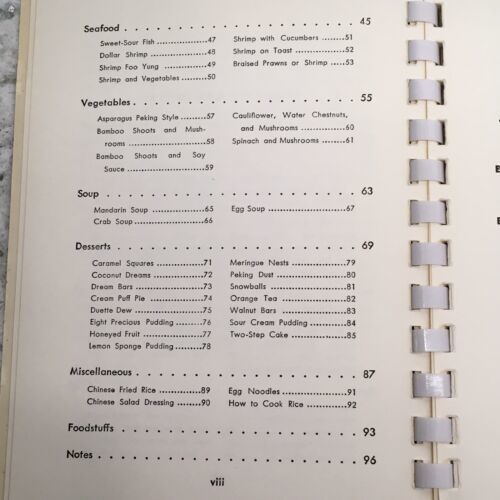 Seafood . . . . . . . . . . . . . . . . . . . . 45
Sweet-Sour Fish ..................47
Dollar Shrimp ......................48
Shrimp Foo Yung .................49
Shrimp and Vegetables ........50
Shrimp with Cucumbers ......51
Shrimp on Toast ..................52
Braised Prawns or Shrimp ...53
Vegetables . . . . . . . . . . . . . . . . . . . . 55
Asparagus Peking Style ........57
Bamboo Shoots and Mush-
rooms ...........................58
Bamboo Shoots and Soy
Sauce ...........................59
Cauliflower, Water Chestnuts,
and Mushrooms ................60
Spinach and Mushrooms ......61
Soup . . . . . . . . . . . . . . . . . . . . 63
Mandarin Soup ...................65
Crab Soup ..........................66
Egg Soup ............................67
Desserts . . . . . . . . . . . . . . . . . . . . 69
Caramel Squares .................71
Coconut Dreams .................72
Dream Bars .........................73
Cream Puff Pie ....................74
Duette Dew .........................75
Eight Precious Pudding .........76
Honeyed Fruit .....................77
Lemon Sponge Pudding .........78
Meringue Nests ...................79
Peking Dust .........................80
Snowballs ...........................81
Orange Tea .........................82
Walnut Bars ........................83
Sour Cream Pudding ............84
Two-Step Cake ....................85
Miscellaneous . . . . . . . . . . . . . . . . . . . . 87
Chinese Fried Rice ...............89
Chinese Salad Dressing .........90
Egg Noodles ........................91
How to Cook Rice ................92
Foodstuffs . . . . . . . . . . . . . . . . . . . . 93
Notes . . . . . . . . . . . . . . . . . . . . 96
viii